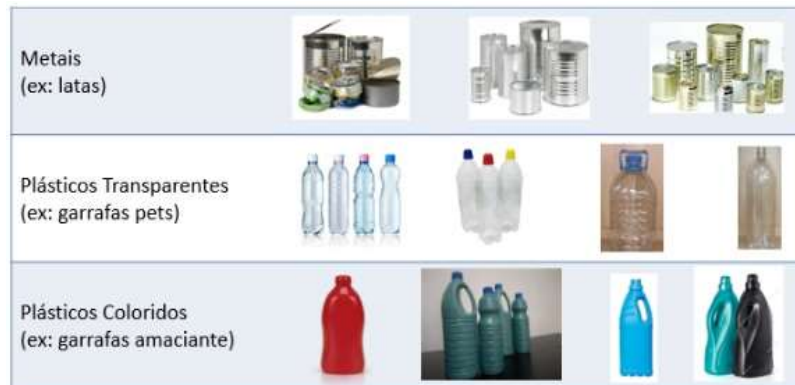 Metais
(ex: latas)
Plásticos Transparentes
(ex: garrafas pets)
Plásticos Coloridos
(ex: garrafas amaciante)